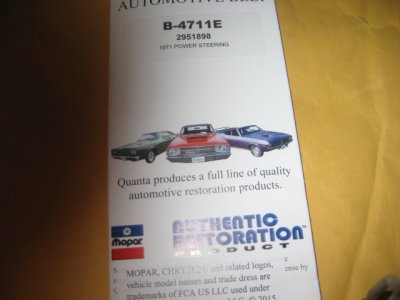 AUTOMOTIVE BELT
B-4711E
2951898
1971 POWER STEERING
Quanta produces a full line of quality
automotive restoration products.
Mopar
AUTHENTIC
RESTORATION
PRODUCT
MOPAR, CHRYSLER and related logos,
vehicle model names and trade dress are
trademarks of FCA US LLC used under
2015